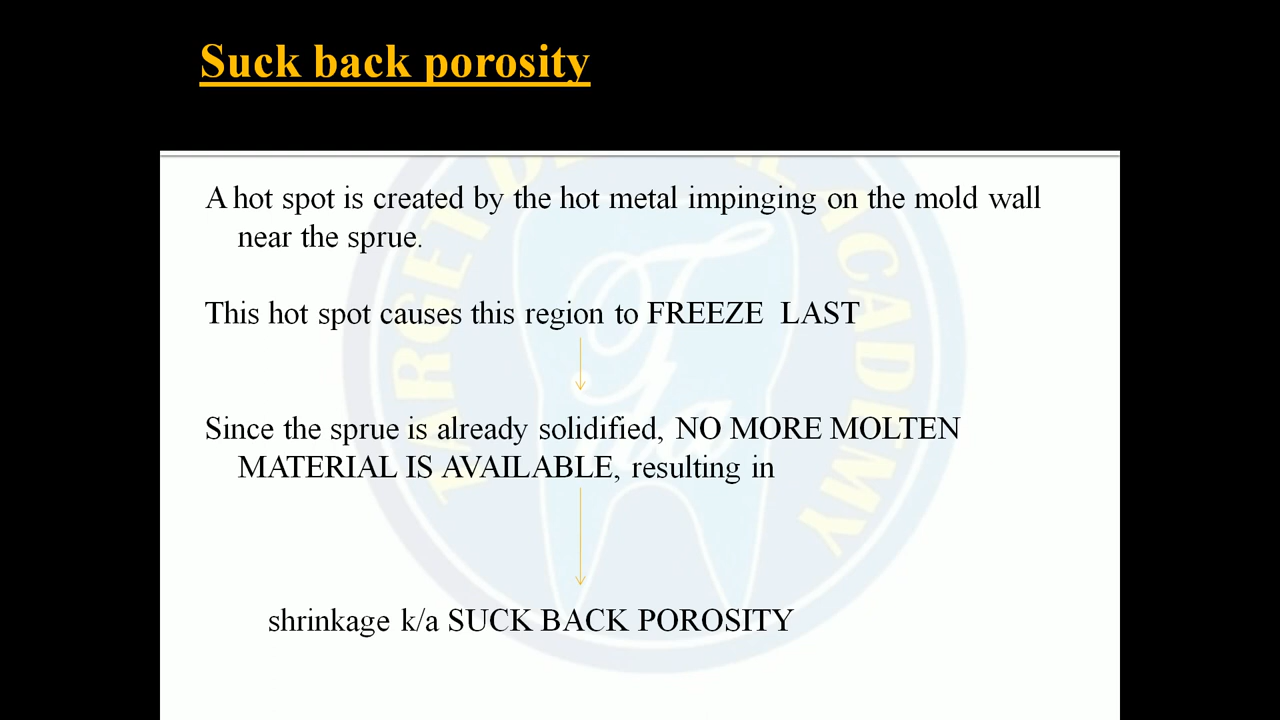 Suck back porosity
A hot spot is created by the hot metal impinging on the mold wall
near the sprue.
This hot spot causes this region to FREEZE LAST
Since the sprue is already solidified, NO MORE MOLTEN
MATERIAL IS AVAILABLE, resulting in
shrinkage k/a SUCK BACK POROSITY
TARGET
ACADEMY